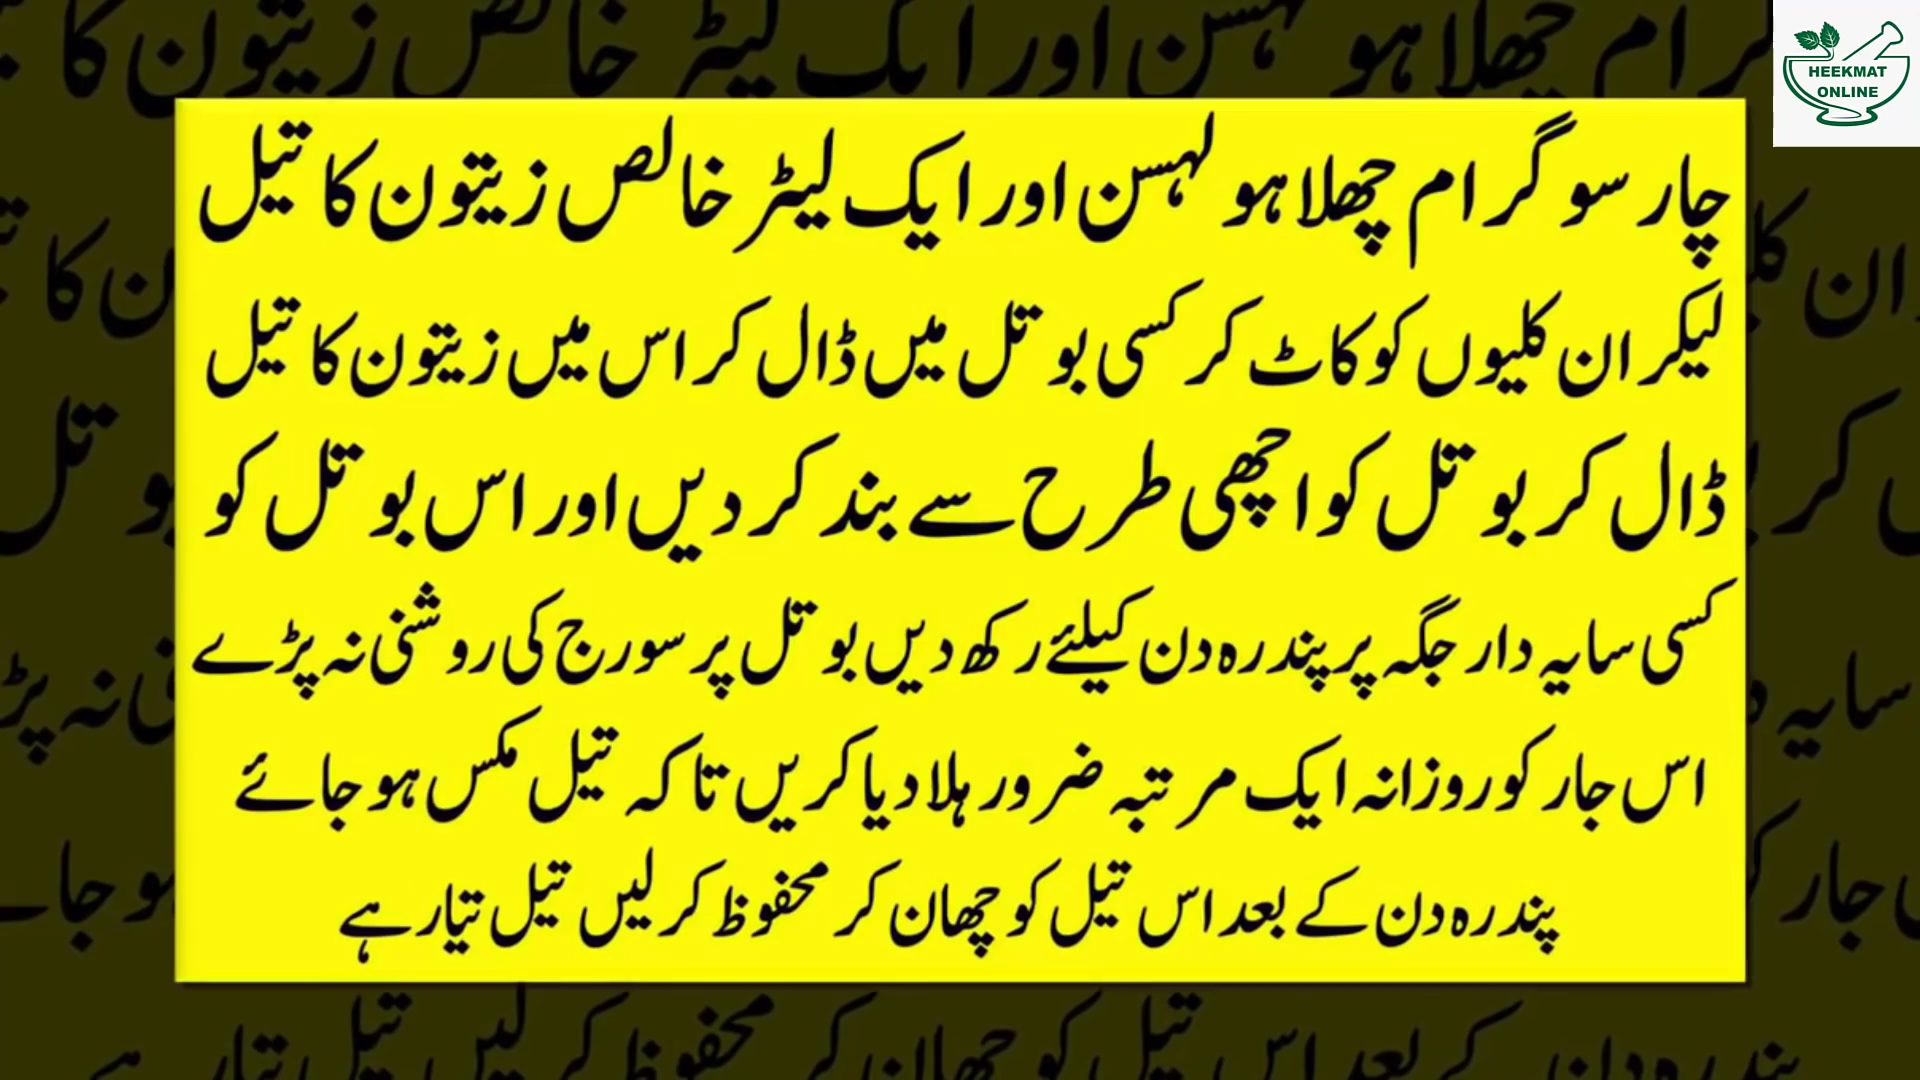 HEEKMAT
ONLINE
چار سو گرام چھلا ہو لہسن اور ایک لیٹر خالص زیتون کا تیل
لیکر ان کلیوں کو کاٹ کر کسی بوتل میں ڈال کر اس میں زیتون کا تیل
ڈال کر بوتل کو اچھی طرح سے بند کر دیں اور اس بوتل کو
کسی سایہ دار جگہ پر پندرہ دن کیلئے رکھ دیں بوتل پر سورج کی روشنی نہ پڑے
اس جار کو روزانہ ایک مرتبہ ضرور ہلا دیا کریں تاکہ تیل مکس ہو جائے
پندرہ دن کے بعد اس تیل کو چھان کر محفوظ کر لیں تیل تیار ہے